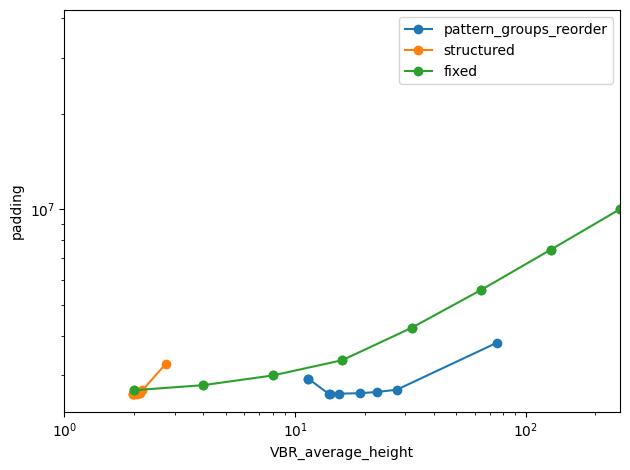 pattern_groups_reorder
structured
fixed
padding
10^7
10^0
10^1
10^2
VBR_average_height